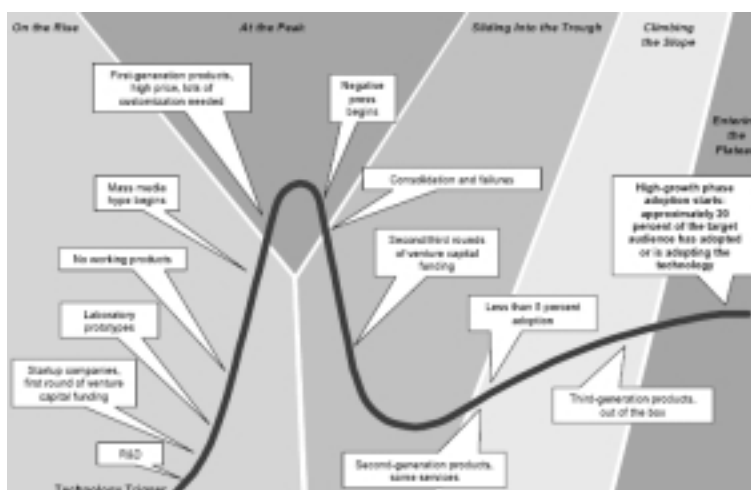 On the Rise
At the Peak
Sliding Into the Trough
Climbing
the Slope
Entering
the
Plateau
First-generation products,
high price, lots of
customization needed
Negative
press
begins
Mass media
hype begins
Consolidation and failures
High-growth phase
adoption starts:
approximately 20
percent of the target
audience has adopted
or is adopting the
technology
No working products
Second/third rounds
of venture capital
funding
Laboratory
prototypes
Less than 5 percent
adoption
Startup companies,
first round of venture
capital funding
Third-generation products,
out of the box
R&D
Second-generation products,
some services
Technology Trigger